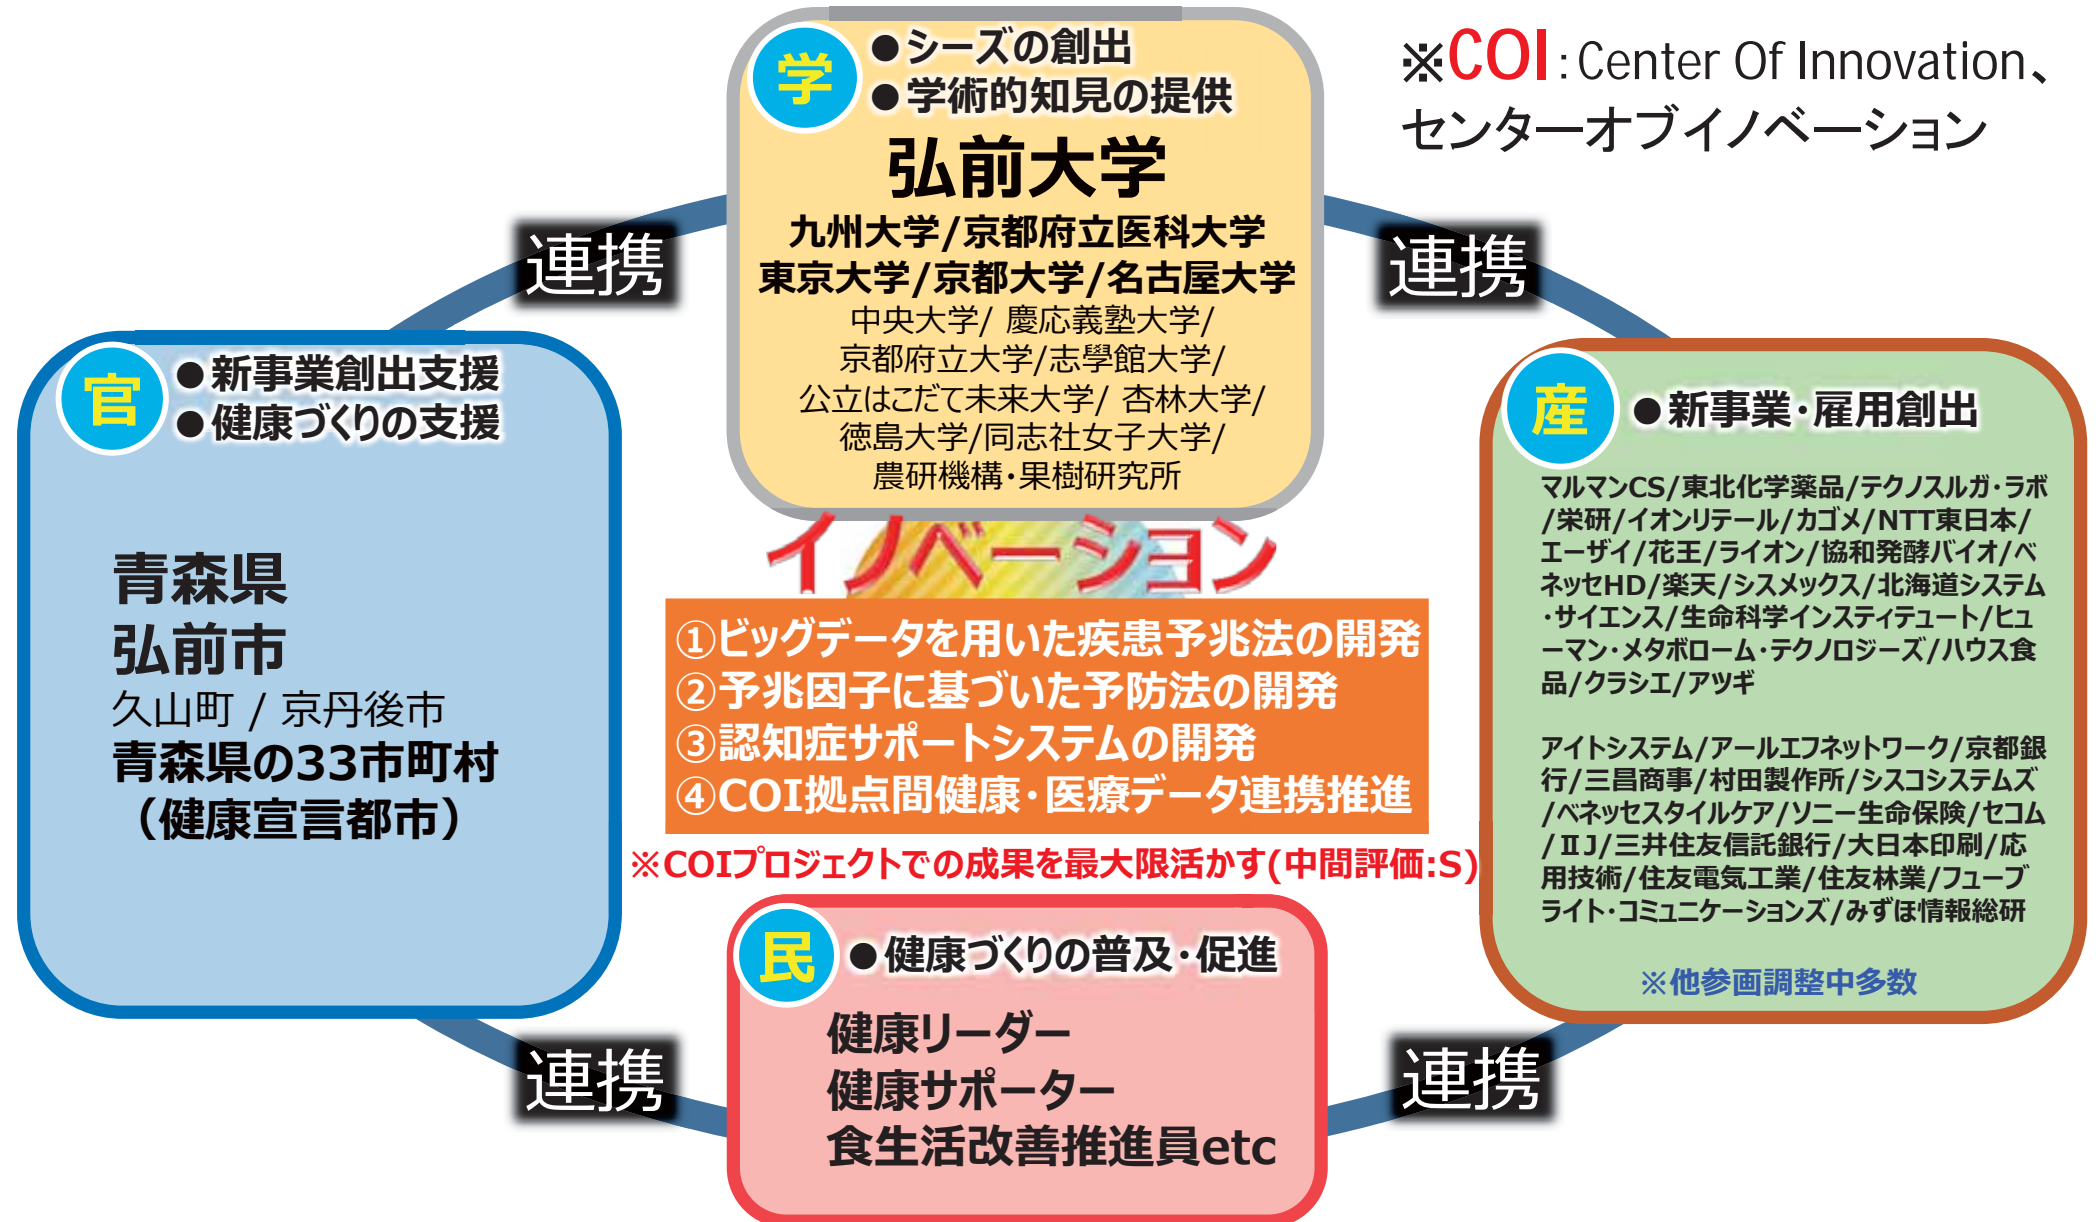 学
●シーズの創出
●学術的知見の提供
弘前大学
九州大学/京都府立医科大学
東京大学/京都大学/名古屋大学
中央大学/ 慶応義塾大学/
京都府立大学/志學館大学/
公立はこだて未来大学/ 杏林大学/
徳島大学/同志社女子大学/
農研機構・果樹研究所
※COI:Center Of Innovation、
センターオブイノベーション
連携
連携
官
●新事業創出支援
●健康づくりの支援
青森県
弘前市
久山町 / 京丹後市
青森県の33市町村
（健康宣言都市）
イノベーション
①ビッグデータを用いた疾患予兆法の開発
②予兆因子に基づいた予防法の開発
③認知症サポートシステムの開発
④COI拠点間健康・医療データ連携推進
※COIプロジェクトでの成果を最大限活かす(中間評価:S)
産
●新事業・雇用創出
マルマンCS/東北化学薬品/テクノスルガ・ラボ
/栄研/イオンリテール/カゴメ/NTT東日本/
エーザイ/花王/ライオン/協和発酵バイオ/ベ
ネッセHD/楽天/シスメックス/北海道システム
・サイエンス/生命科学インスティテュート/ヒュ
ーマン・メタボローム・テクノロジーズ/ハウス食
品/クラシエ/アツギ
アイトシステム/アールエフネットワーク/京都銀
行/三昌商事/村田製作所/シスコシステムズ
/ベネッセスタイルケア/ソニー生命保険/セコム
/ⅡJ/三井住友信託銀行/大日本印刷/応
用技術/住友電気工業/住友林業/フューブ
ライト・コミュニケーションズ/みずほ情報総研
※他参画調整中多数
民
●健康づくりの普及・促進
健康リーダー
健康サポーター
食生活改善推進員etc
連携
連携